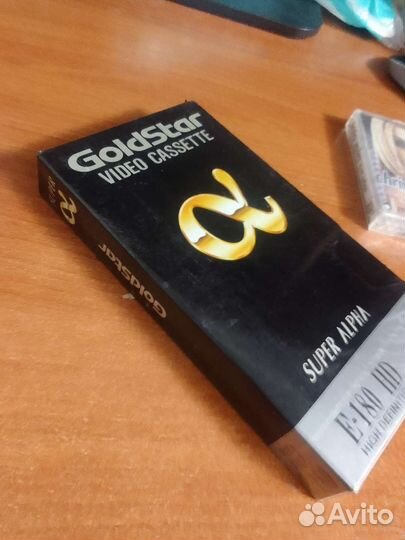 GoldStar
VIDEO CASSETTE
α
SUPER ALPHA
E-180 HD
α
GoldStar
Avito